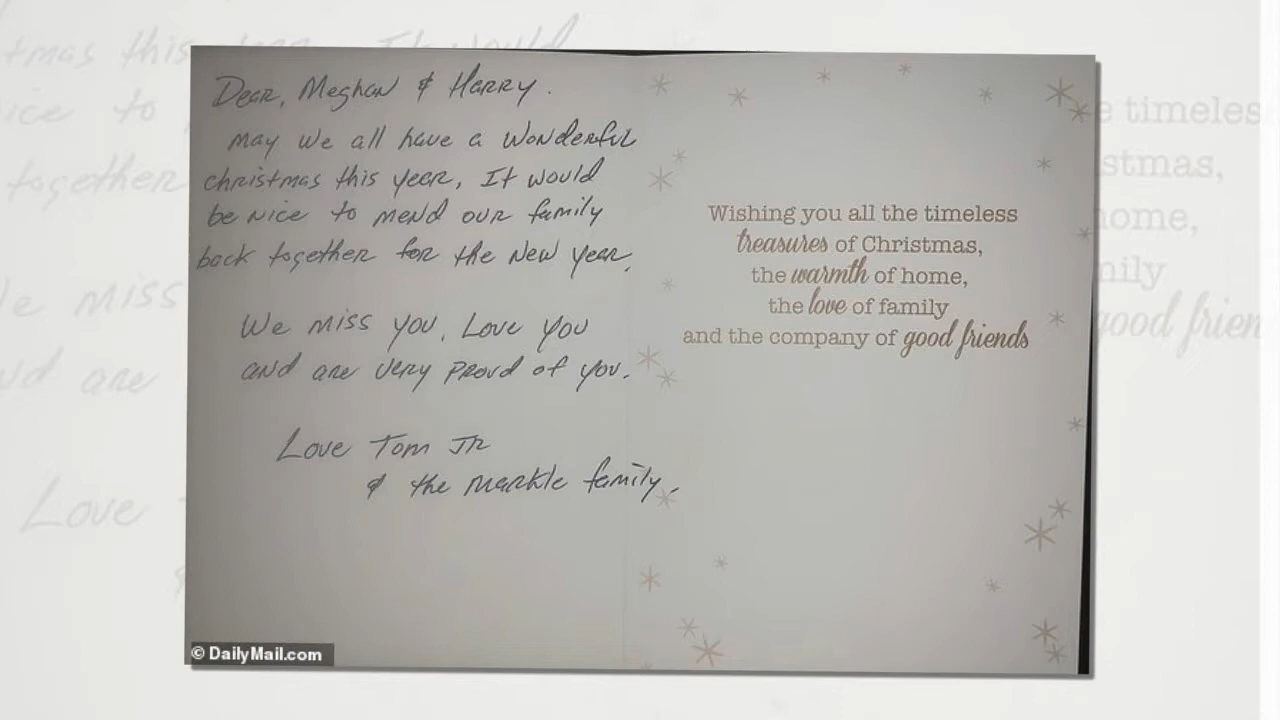 Dear, Meghan & Harry.
may we all have a wonderful
christmas this year, It would
be nice to mend our family
back together for the New year,
We miss you, Love you
and are very proud of you.
Love Tom Jr
& the Markle family.
Wishing you all the timeless
treasures of Christmas,
the warmth of home,
the love of family
and the company of good friends
© DailyMail.com